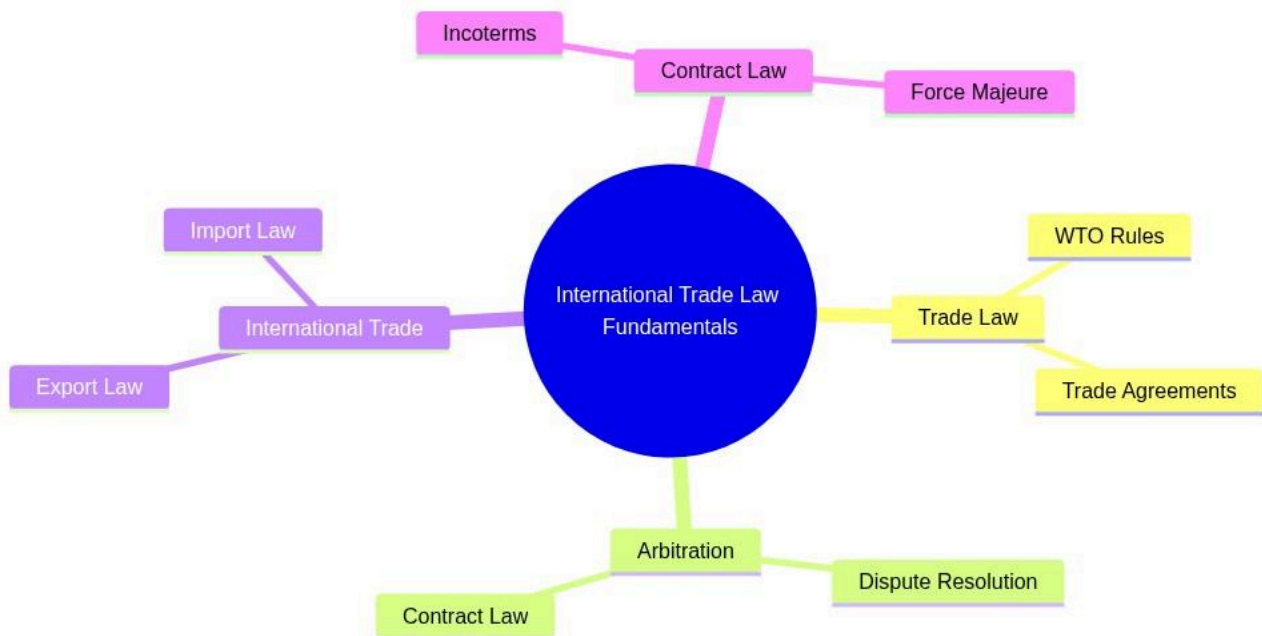 Incoterms
Contract Law
Force Majeure
Import Law
WTO Rules
International Trade Law
Fundamentals
International Trade
Trade Law
Export Law
Trade Agreements
Arbitration
Dispute Resolution
Contract Law